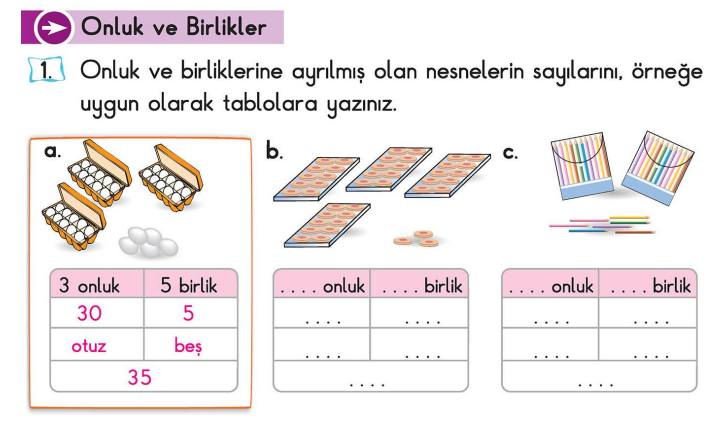 Onluk ve Birlikler
1. Onluk ve birliklerine ayrılmış olan nesnelerin sayılarını, örneğe
uygun olarak tablolara yazınız.
a.
b.
c.
3 onluk 5 birlik
30 5
otuz beş
35
. . . . onluk . . . . birlik
. . . . . . . .
. . . . . . . .
. . . .
. . . . onluk . . . . birlik
. . . . . . . .
. . . . . . . .
. . . .